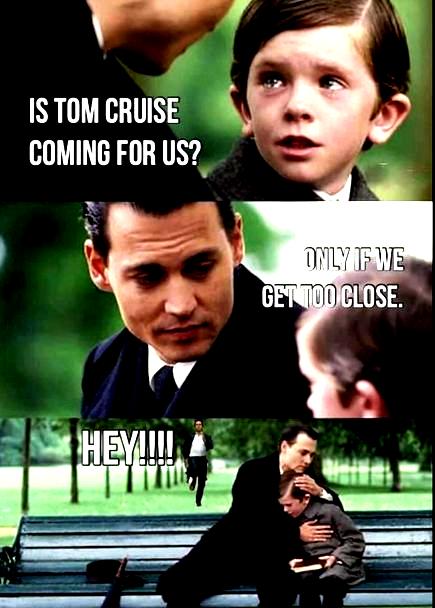 IS TOM CRUISE
COMING FOR US?
ONLY IF WE
GET TOO CLOSE.
HEY!!!!